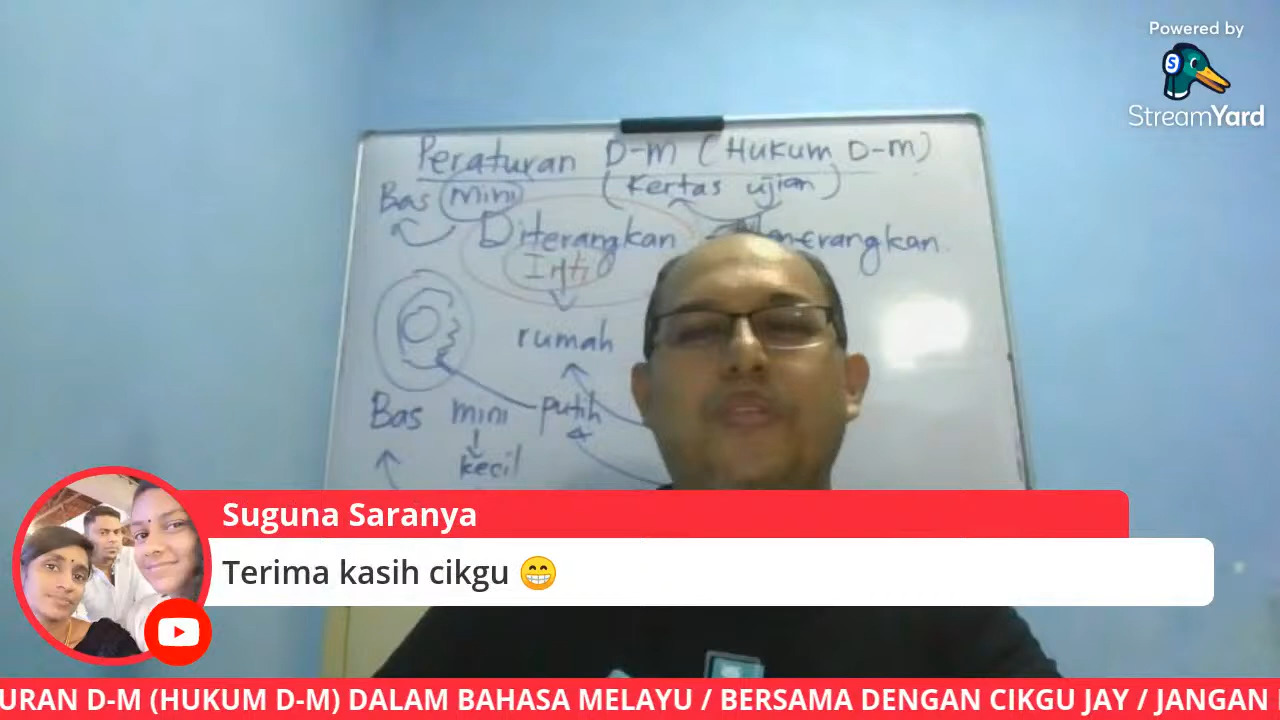 Powered by
StreamYard
Peraturan D-M (Hukum D-M)
Bas mini (Kertas ujian)
Diterangkan
Inti
rumah
Bas mini putih
kecil
Suguna Saranya
Terima kasih cikgu 😁
URAN D-M (HUKUM D-M) DALAM BAHASA MELAYU / BERSAMA DENGAN CIKGU JAY / JANGAN